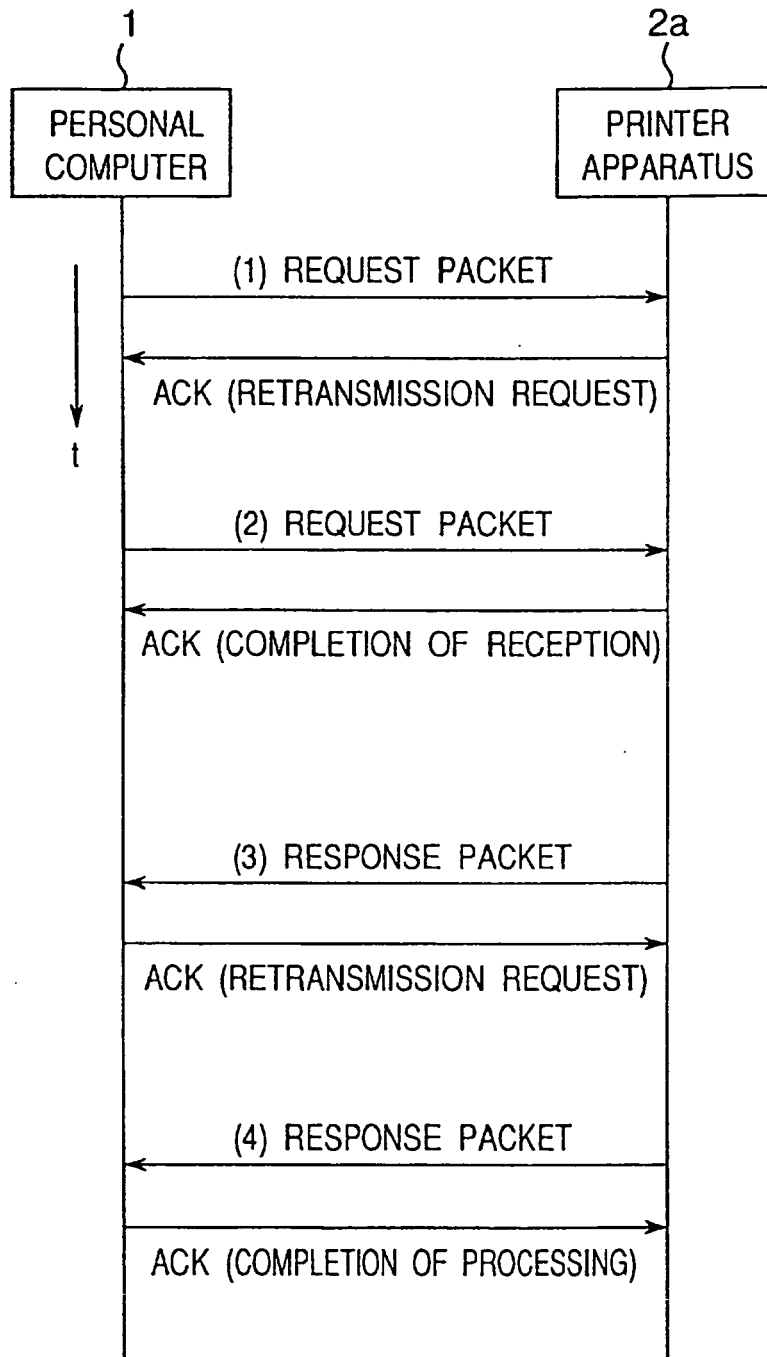 1
2a
PERSONAL
COMPUTER
PRINTER
APPARATUS
(1) REQUEST PACKET
ACK (RETRANSMISSION REQUEST)
t
(2) REQUEST PACKET
ACK (COMPLETION OF RECEPTION)
(3) RESPONSE PACKET
ACK (RETRANSMISSION REQUEST)
(4) RESPONSE PACKET
ACK (COMPLETION OF PROCESSING)